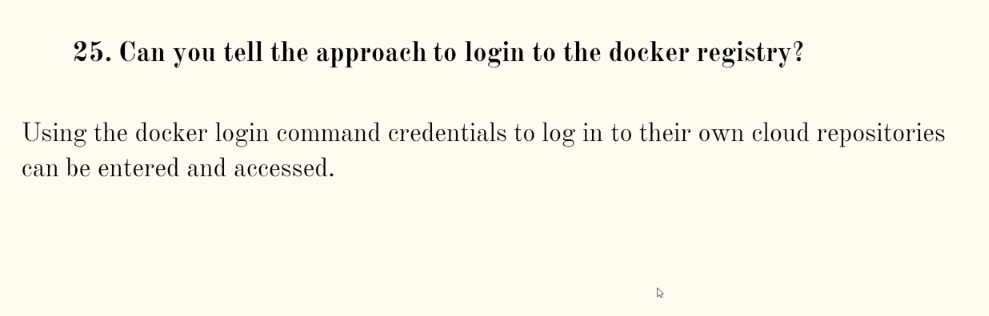 25. Can you tell the approach to login to the docker registry?
Using the docker login command credentials to log in to their own cloud repositories
can be entered and accessed.